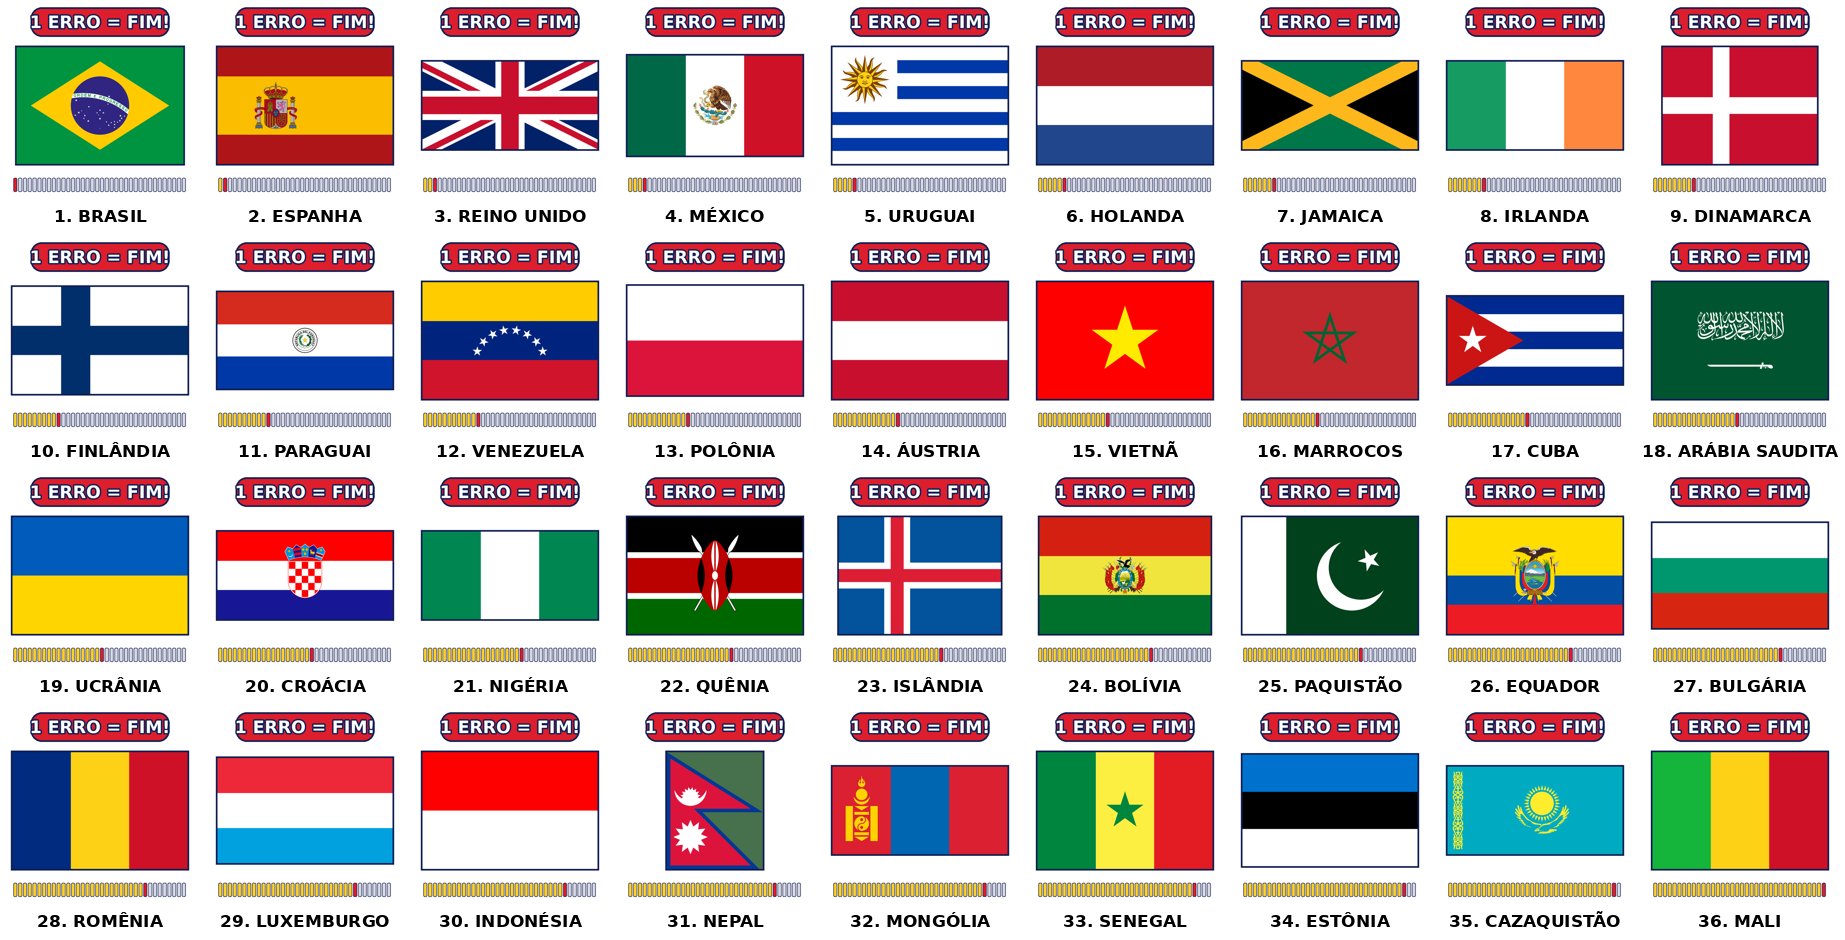 1 ERRO = FIM! 1 ERRO = FIM! 1 ERRO = FIM! 1 ERRO = FIM! 1 ERRO = FIM! 1 ERRO = FIM! 1 ERRO = FIM! 1 ERRO = FIM! 1 ERRO = FIM!
1. BRASIL 2. ESPANHA 3. REINO UNIDO 4. MÉXICO 5. URUGUAI 6. HOLANDA 7. JAMAICA 8. IRLANDA 9. DINAMARCA
1 ERRO = FIM! 1 ERRO = FIM! 1 ERRO = FIM! 1 ERRO = FIM! 1 ERRO = FIM! 1 ERRO = FIM! 1 ERRO = FIM! 1 ERRO = FIM! 1 ERRO = FIM!
10. FINLÂNDIA 11. PARAGUAI 12. VENEZUELA 13. POLÔNIA 14. ÁUSTRIA 15. VIETNÃ 16. MARROCOS 17. CUBA 18. ARÁBIA SAUDITA
1 ERRO = FIM! 1 ERRO = FIM! 1 ERRO = FIM! 1 ERRO = FIM! 1 ERRO = FIM! 1 ERRO = FIM! 1 ERRO = FIM! 1 ERRO = FIM! 1 ERRO = FIM!
19. UCRÂNIA 20. CROÁCIA 21. NIGÉRIA 22. QUÊNIA 23. ISLÂNDIA 24. BOLÍVIA 25. PAQUISTÃO 26. EQUADOR 27. BULGÁRIA
1 ERRO = FIM! 1 ERRO = FIM! 1 ERRO = FIM! 1 ERRO = FIM! 1 ERRO = FIM! 1 ERRO = FIM! 1 ERRO = FIM! 1 ERRO = FIM! 1 ERRO = FIM!
28. ROMÊNIA 29. LUXEMBURGO 30. INDONÉSIA 31. NEPAL 32. MONGÓLIA 33. SENEGAL 34. ESTÔNIA 35. CAZAQUISTÃO 36. MALI